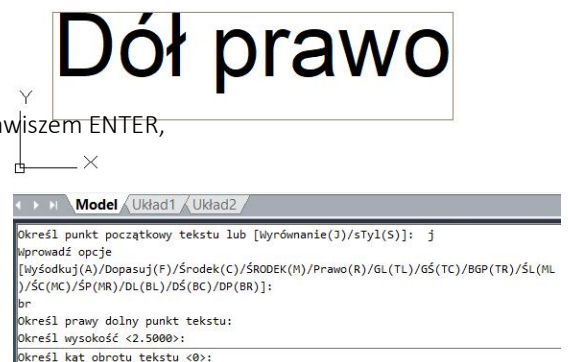 Dół prawo
Y
wiszem ENTER,
X
Model Układ1 Układ2
Określ punkt początkowy tekstu lub [Wyrównanie(J)/sTyl(S)]: j
Wprowadź opcje
[Wyśodkuj(A)/Dopasuj(F)/Środek(C)/ŚRODEK(M)/Prawo(R)/GL(TL)/GŚ(TC)/BGP(TR)/ŚL(ML
)/ŚC(MC)/ŚP(MR)/DL(BL)/DŚ(BC)/DP(BR)]:
br
Określ prawy dolny punkt tekstu:
Określ wysokość <2.5000>:
Określ kąt obrotu tekstu <0>: